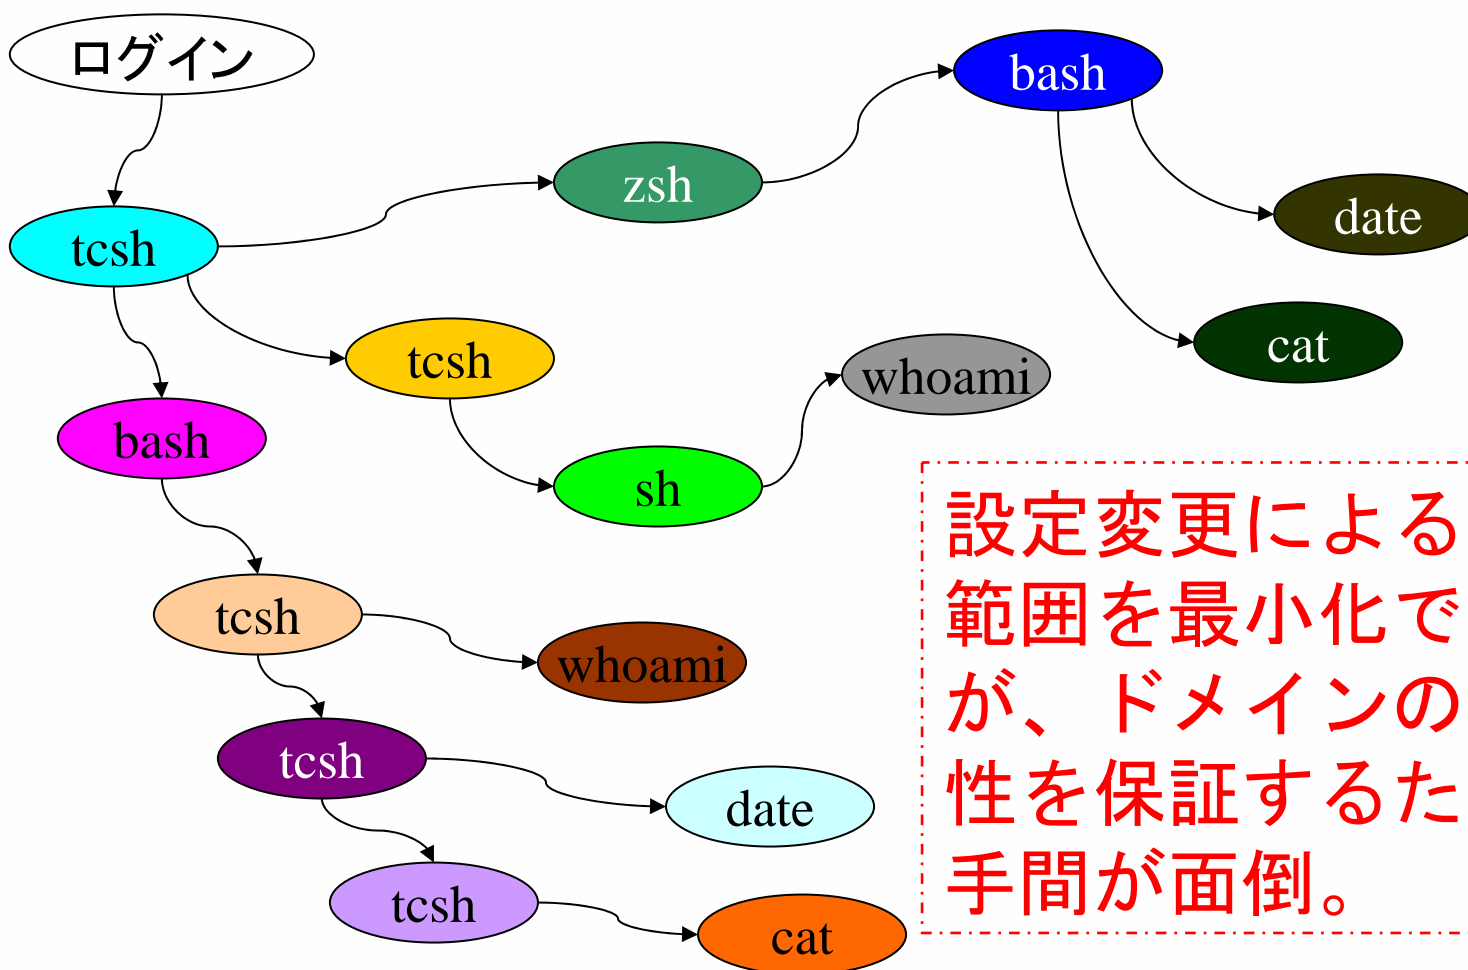 ログイン
bash
zsh
date
tcsh
cat
tcsh
whoami
bash
sh
tcsh
whoami
tcsh
date
tcsh
cat
設定変更による
範囲を最小化で
が、ドメインの
性を保証するた
手間が面倒。